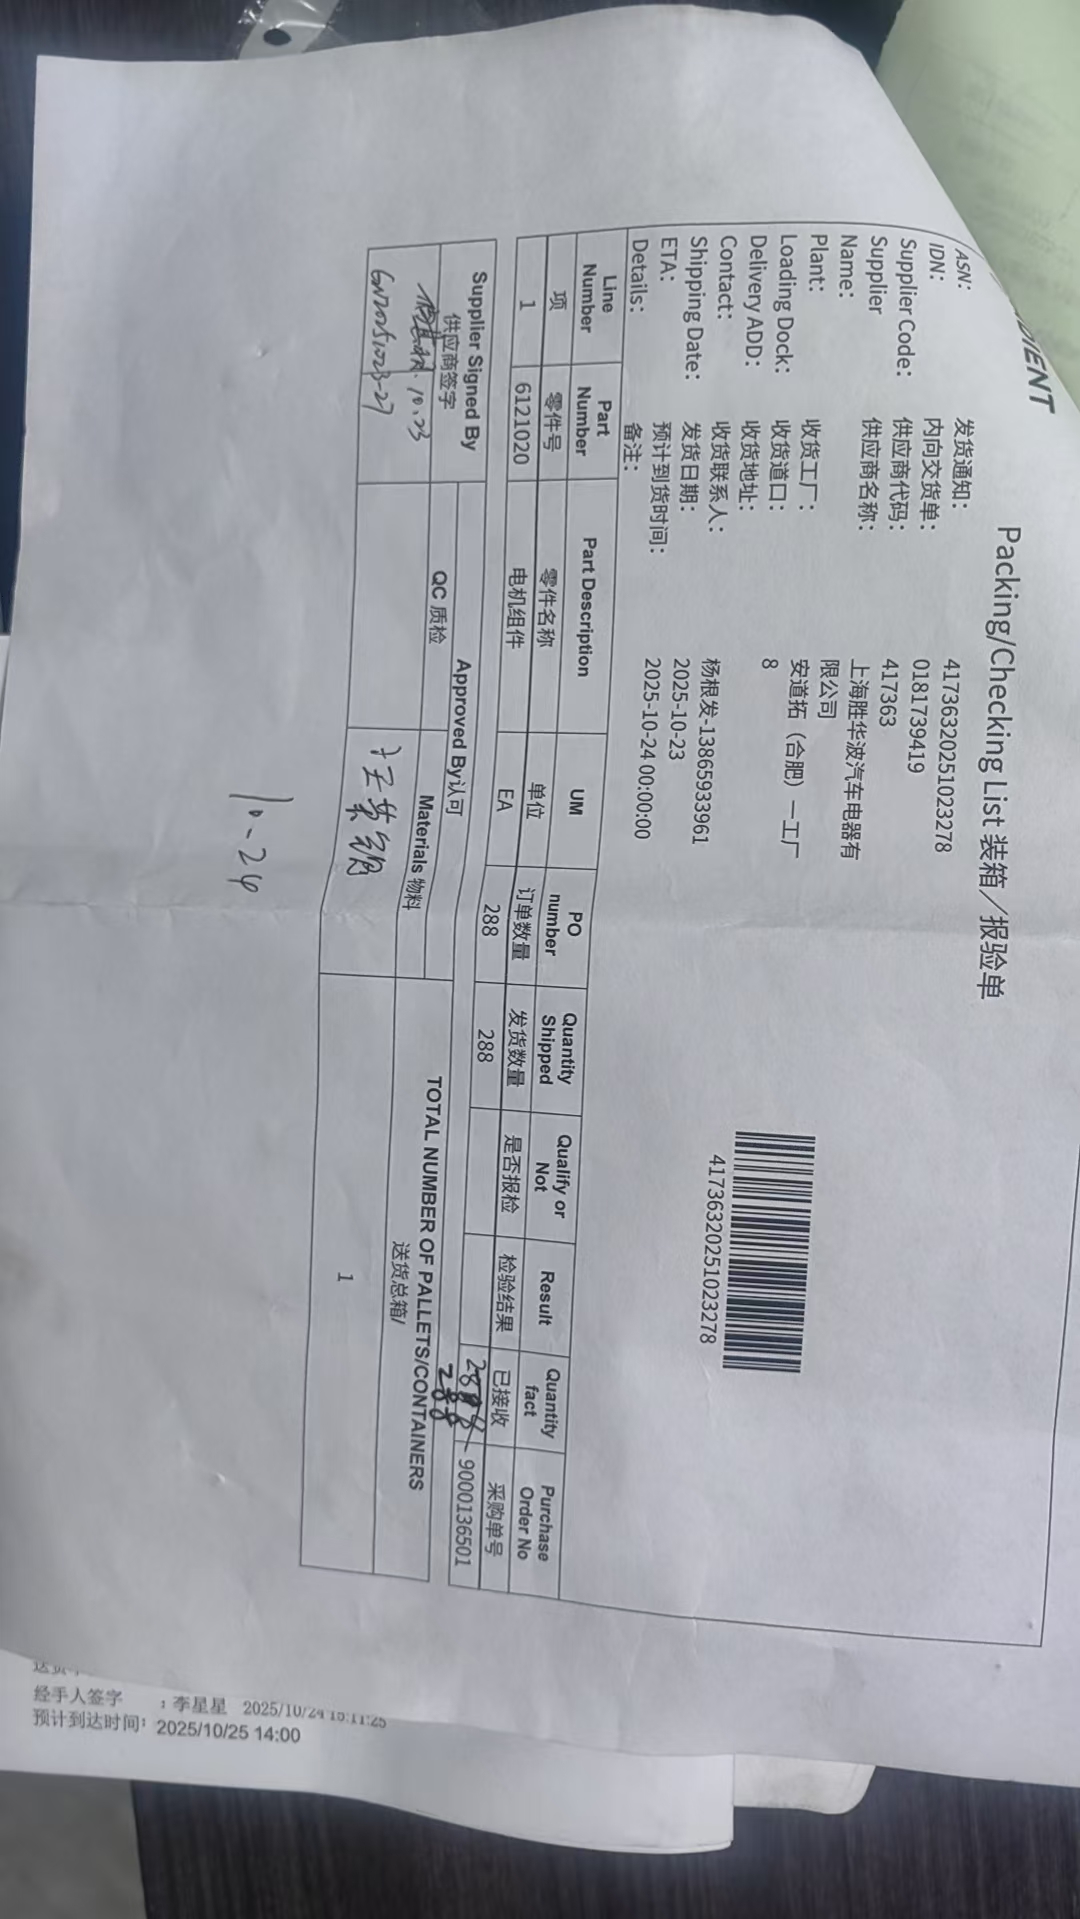 DIENT
Packing/Checking List 装箱／报验单
ASN: 发货通知: 41736320251023278
IDN: 内向交货单: 0181739419
Supplier Code: 供应商代码: 417363
Supplier Name: 供应商名称: 上海胜华波汽车电器有限公司
Plant: 收货工厂: 安道拓（合肥）一工厂
Loading Dock: 收货道口: 8
Delivery ADD: 收货地址:
Contact: 收货联系人: 杨根发-13865933961
Shipping Date: 发货日期: 2025-10-23
ETA: 预计到货时间: 2025-10-24 00:00:00
Details: 备注:
41736320251023278
Line Number Part Number Part Description UM PO number Quantity Shipped Qualify or Not Result Quantity fact Purchase Order No
项 零件号 零件名称 单位 订单数量 发货数量 是否报检 检验结果 已接收 采购单号
1 6121020 电机组件 EA 288 288 9000136501
288
Supplier Signed By 供应商签字 Approved By认可 TOTAL NUMBER OF PALLETS/CONTAINERS 送货总箱/
QC 质检 Materials 物料
10.23
1
10-24
经手人签字 : 李星星 2025/10/24 15:11:25
预计到达时间: 2025/10/25 14:00